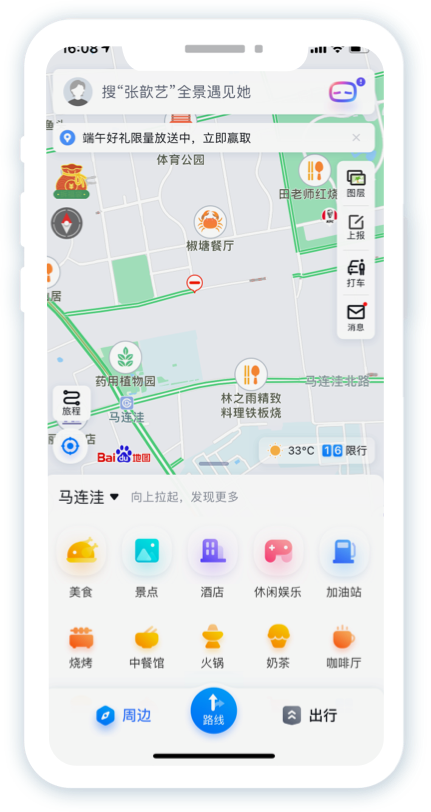 16:08
搜“张歆艺”全景遇见她
1
端午好礼限量放送中，立即赢取
体育公园
田老师红烧
图层
KFC
上报
椒塘餐厅
打车
消息
药用植物园
林之雨精致
料理铁板烧
马连洼北路
旅程
马连洼
店
Bai du 地图
33°C 1 6 限行
马连洼 向上拉起，发现更多
美食 景点 酒店 休闲娱乐 加油站
烧烤 中餐馆 火锅 奶茶 咖啡厅
周边 路线 出行